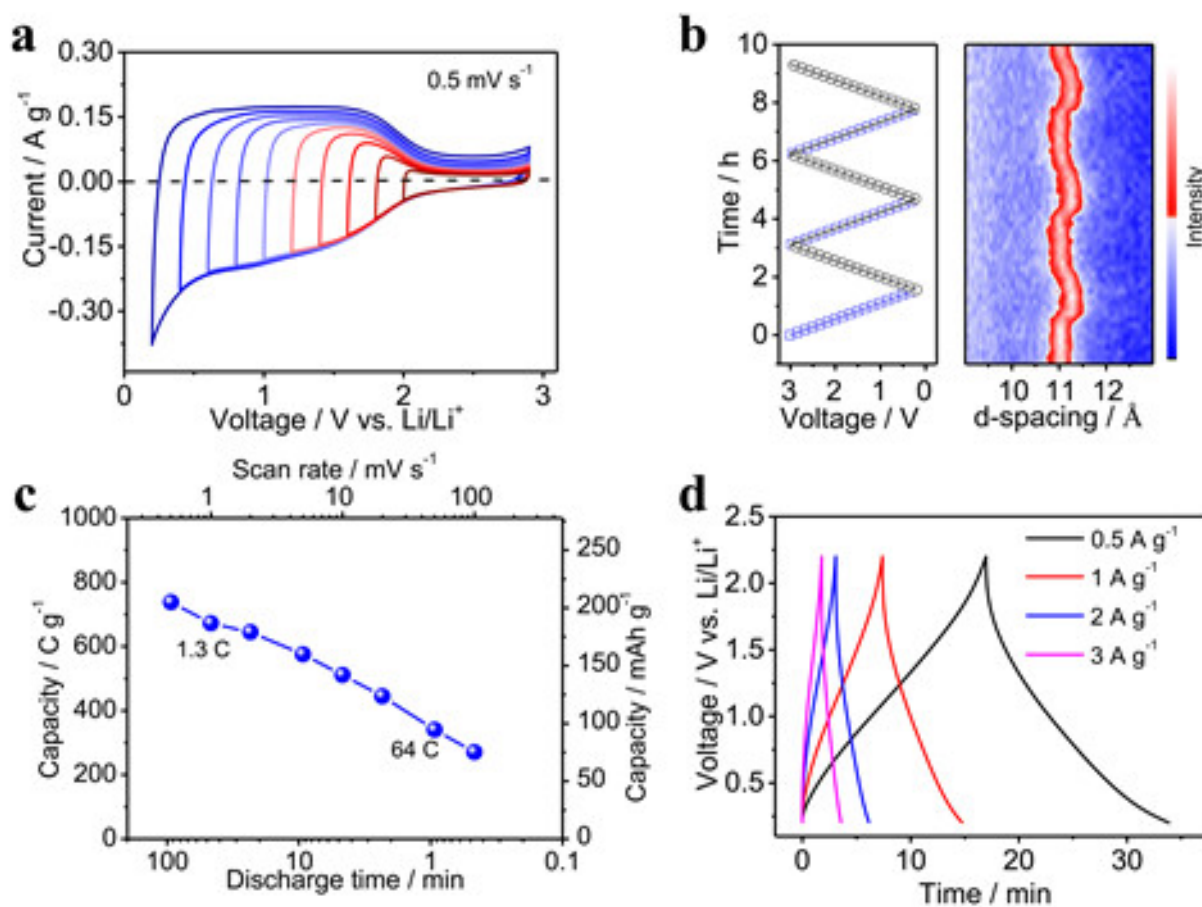 a
0.5 mV s⁻¹
0.30
0.15
0.00
-0.15
-0.30
Current / A g⁻¹
0 1 2 3
Voltage / V vs. Li/Li⁺
b
10
8
6
4
2
0
Time / h
3 2 1 0
Voltage / V
10 11 12
d-spacing / Å
Intensity
c
Scan rate / mV s⁻¹
1 10 100
1000
800
600
400
200
0
Capacity / C g⁻¹
250
200
150
100
50
0
Capacity / mAh g⁻¹
1.3 C
64 C
100 10 1 0.1
Discharge time / min
d
2.5
2.0
1.5
1.0
0.5
Voltage / V vs. Li/Li⁺
0.5 A g⁻¹
1 A g⁻¹
2 A g⁻¹
3 A g⁻¹
0 10 20 30
Time / min